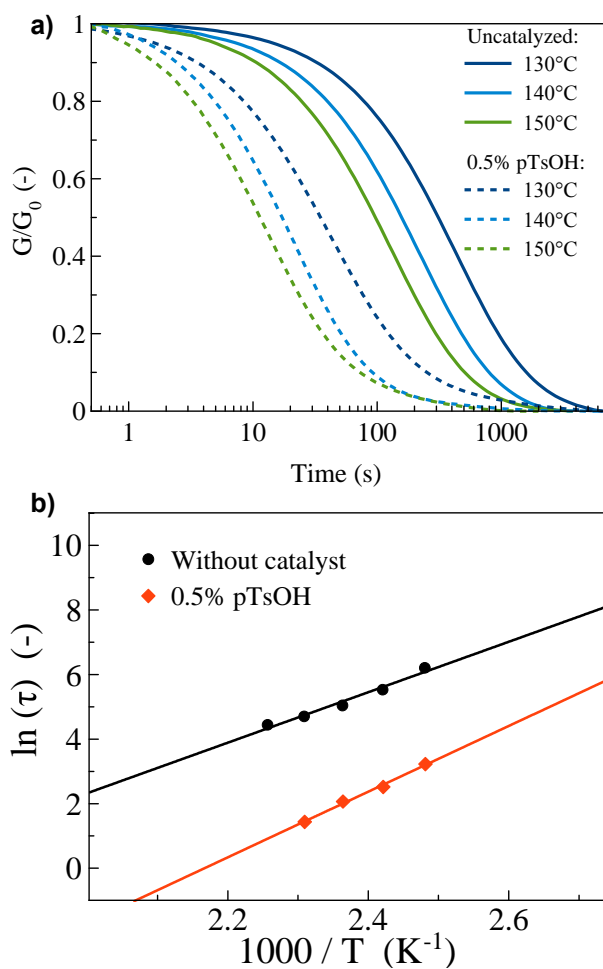 a)
1
0.8
0.6
0.4
0.2
0
G/G₀ (-)
Uncatalyzed:
130°C
140°C
150°C
0.5% pTsOH:
130°C
140°C
150°C
1
10
100
1000
Time (s)
b)
10
8
6
4
2
0
ln (τ) (-)
Without catalyst
0.5% pTsOH
2.2
2.4
2.6
1000 / T (K⁻¹)